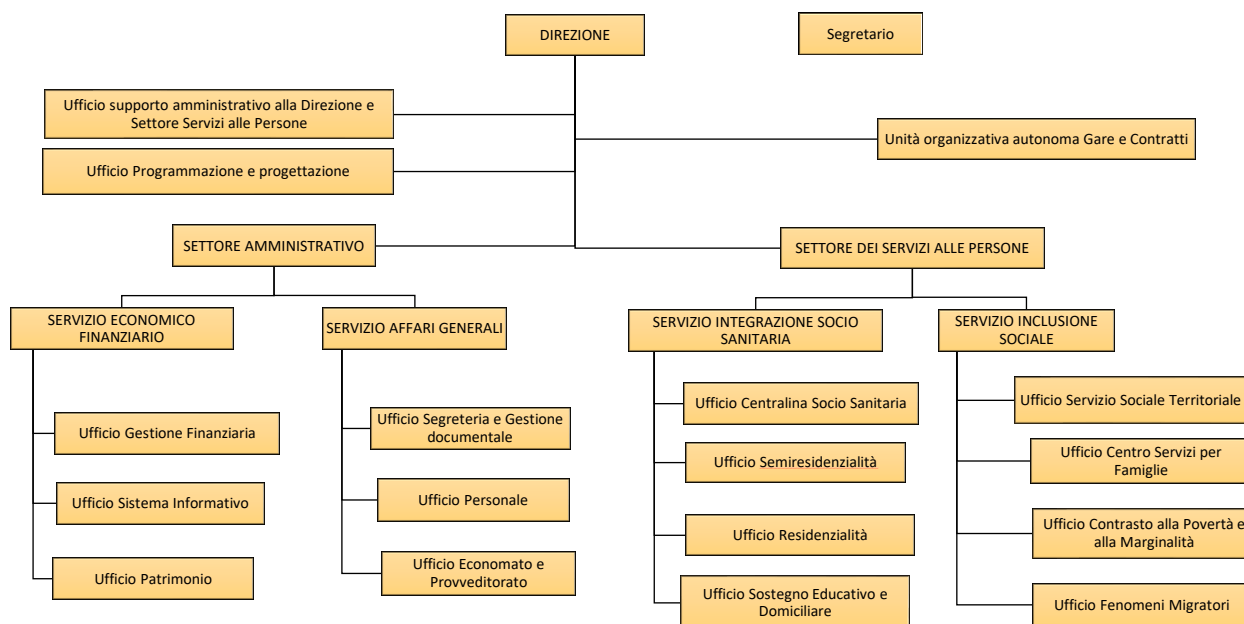 DIREZIONE
Segretario
Ufficio supporto amministrativo alla Direzione e
Settore Servizi alle Persone
Unità organizzativa autonoma Gare e Contratti
Ufficio Programmazione e progettazione
SETTORE AMMINISTRATIVO
SETTORE DEI SERVIZI ALLE PERSONE
SERVIZIO ECONOMICO
FINANZIARIO
SERVIZIO AFFARI GENERALI
SERVIZIO INTEGRAZIONE SOCIO
SANITARIA
SERVIZIO INCLUSIONE
SOCIALE
Ufficio Gestione Finanziaria
Ufficio Sistema Informativo
Ufficio Patrimonio
Ufficio Segreteria e Gestione
documentale
Ufficio Personale
Ufficio Economato e
Provveditorato
Ufficio Centralina Socio Sanitaria
Ufficio Semiresidenzialità
Ufficio Residenzialità
Ufficio Sostegno Educativo e
Domiciliare
Ufficio Servizio Sociale Territoriale
Ufficio Centro Servizi per
Famiglie
Ufficio Contrasto alla Povertà e
alla Marginalità
Ufficio Fenomeni Migratori